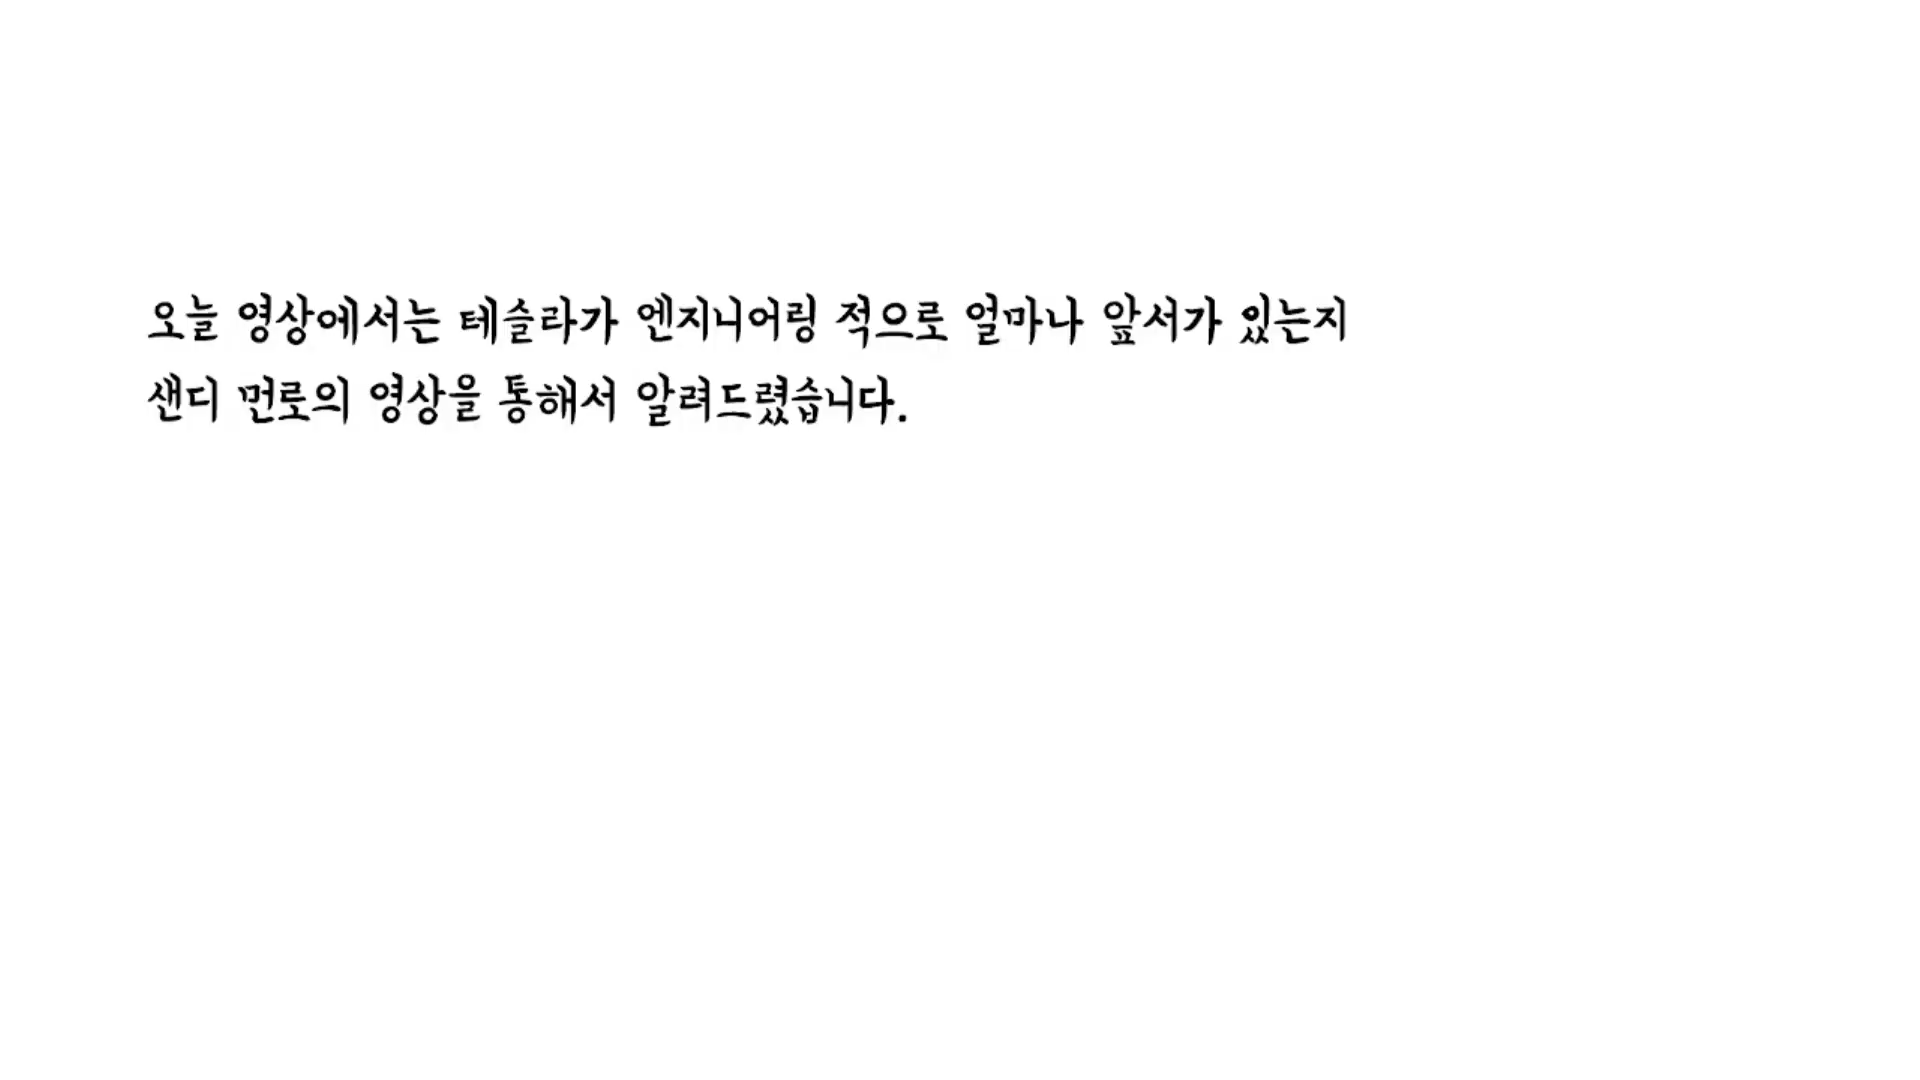 오늘 영상에서는 테슬라가 엔지니어링 적으로 얼마나 앞서가 있는지
샌디 먼로의 영상을 통해서 알려드렸습니다.